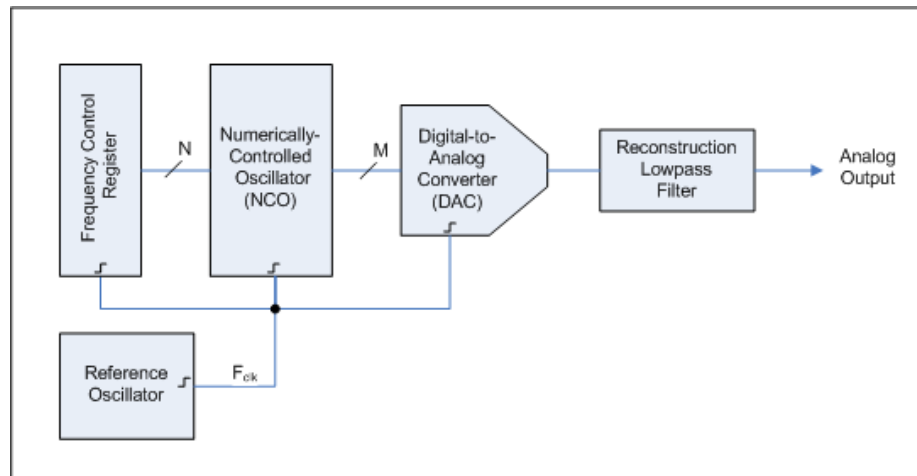 Frequency Control
Register
N
Numerically-
Controlled
Oscillator
(NCO)
M
Digital-to-
Analog
Converter
(DAC)
Reconstruction
Lowpass
Filter
Analog
Output
Reference
Oscillator
Fclk